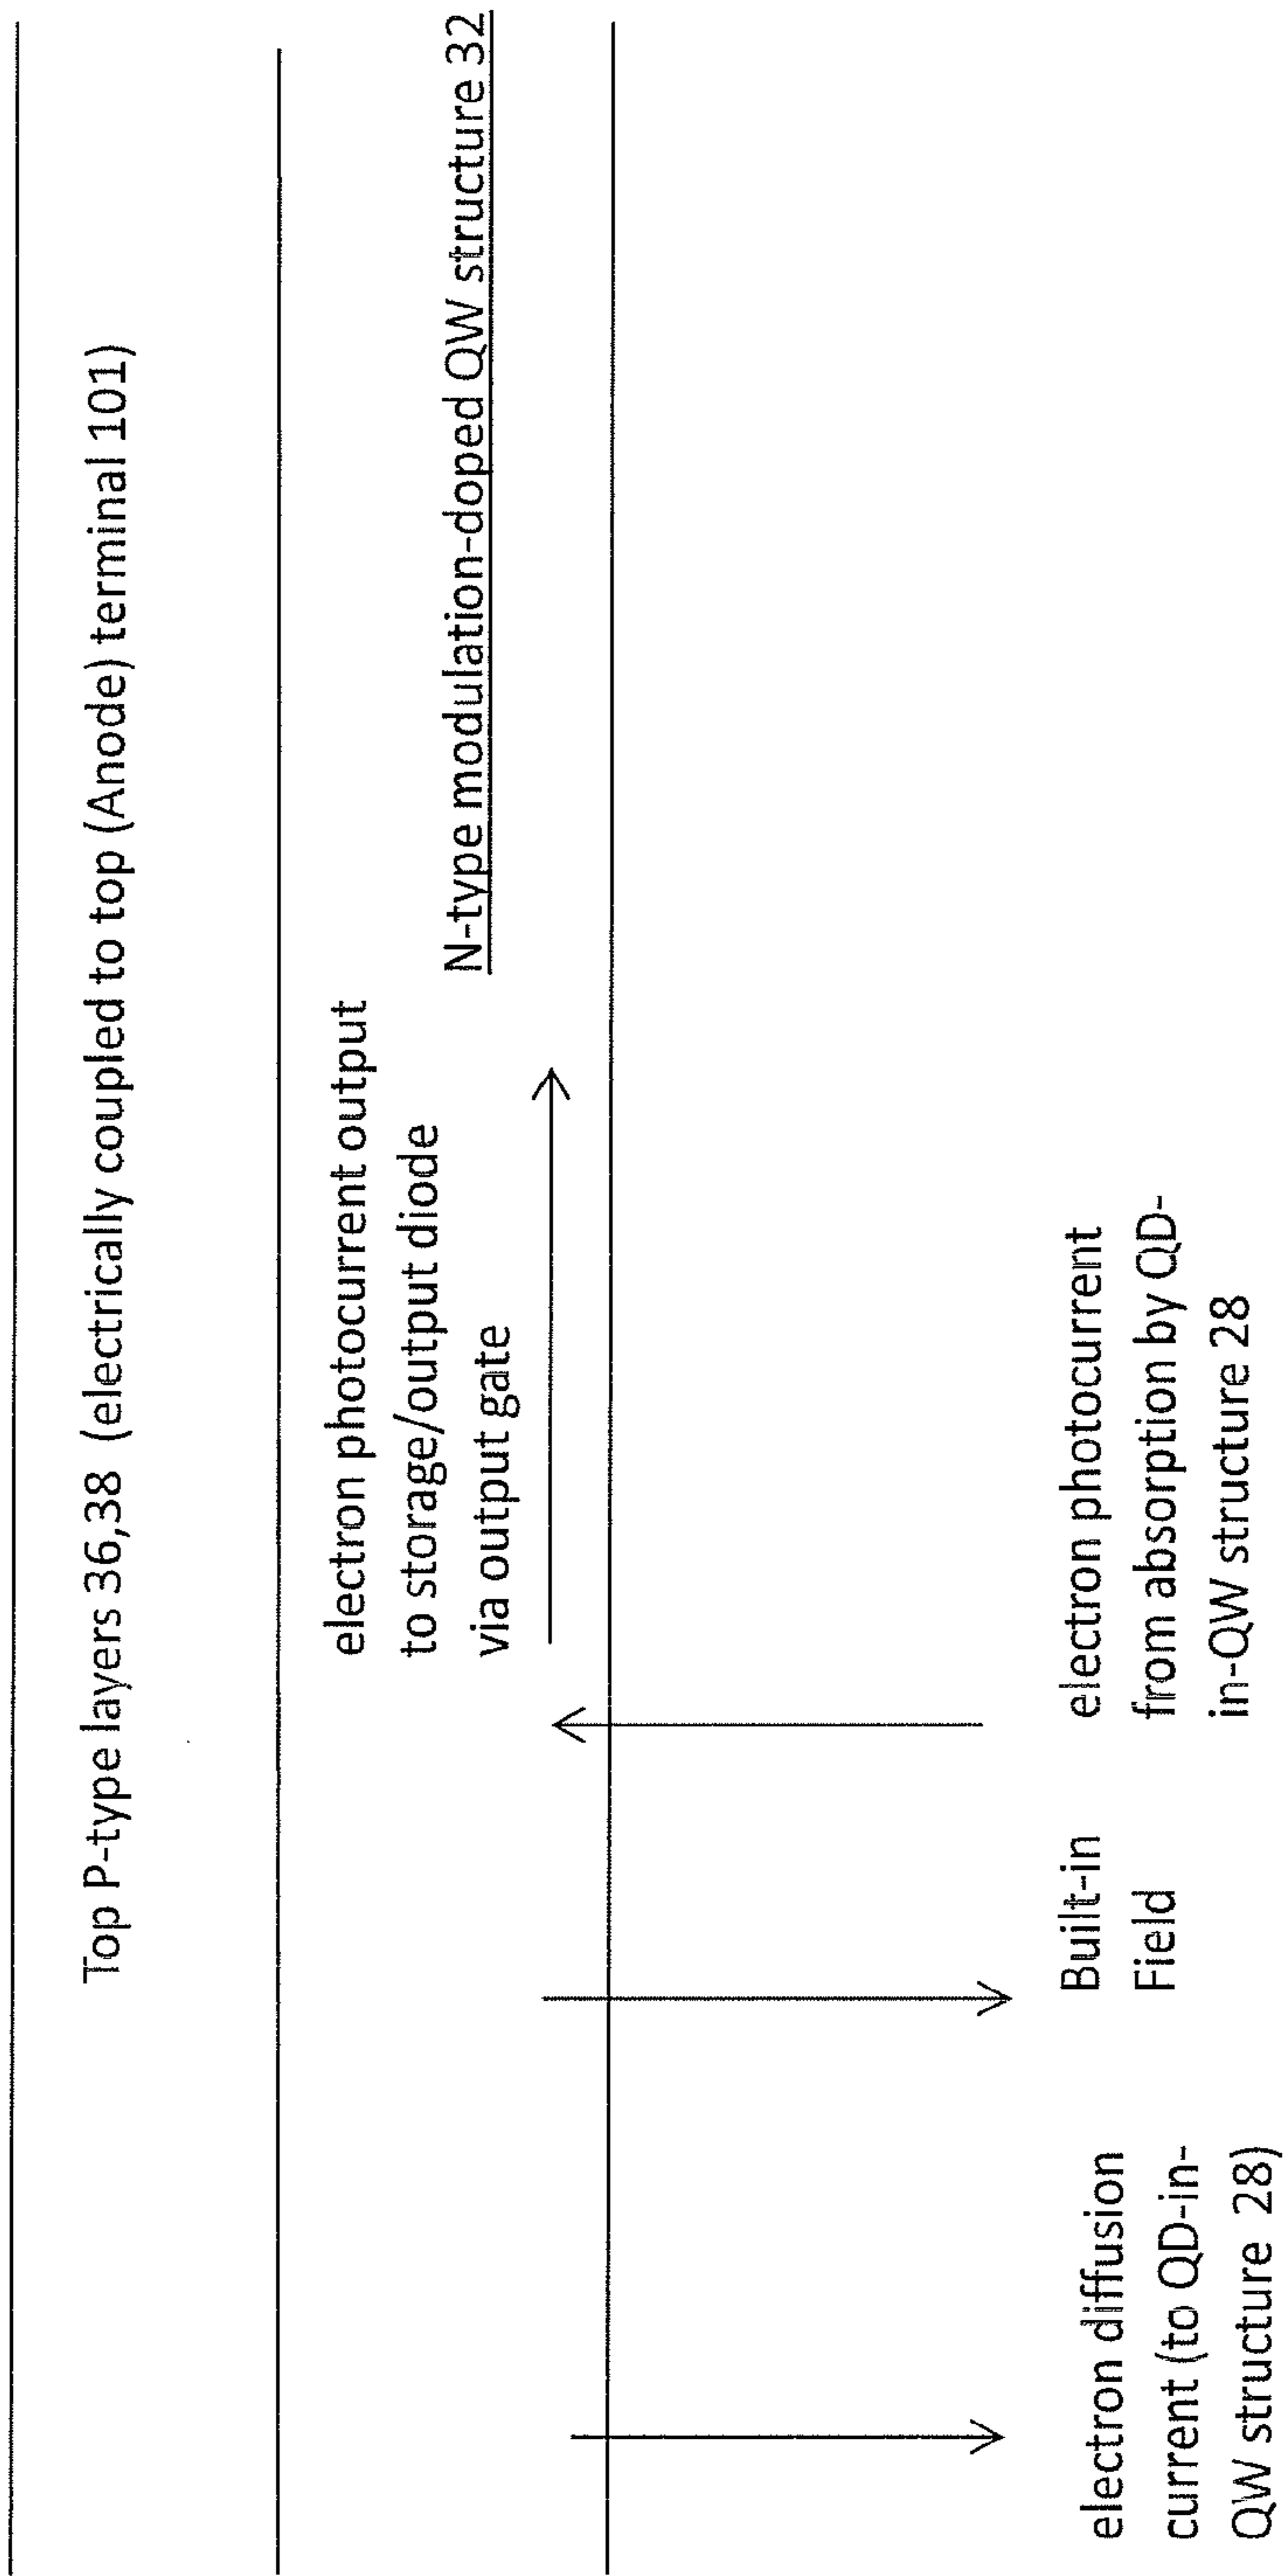 Top P-type layers 36,38 (electrically coupled to top (Anode) terminal 101)
electron photocurrent output
to storage/output diode
via output gate
N-type modulation-doped QW structure 32
electron diffusion
current (to QD-in-
QW structure 28)
Built-in
Field
electron photocurrent
from absorption by QD-
in-QW structure 28